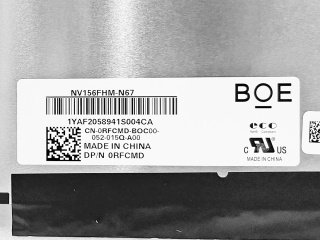 NV156FHM-N67
BOE
1YAF2058941S004CA
CN-0RFCMD-BOC00-
052-015Q-A00
MADE IN CHINA
DP/N 0RFCMD
eco
C US
MADE IN CHINA